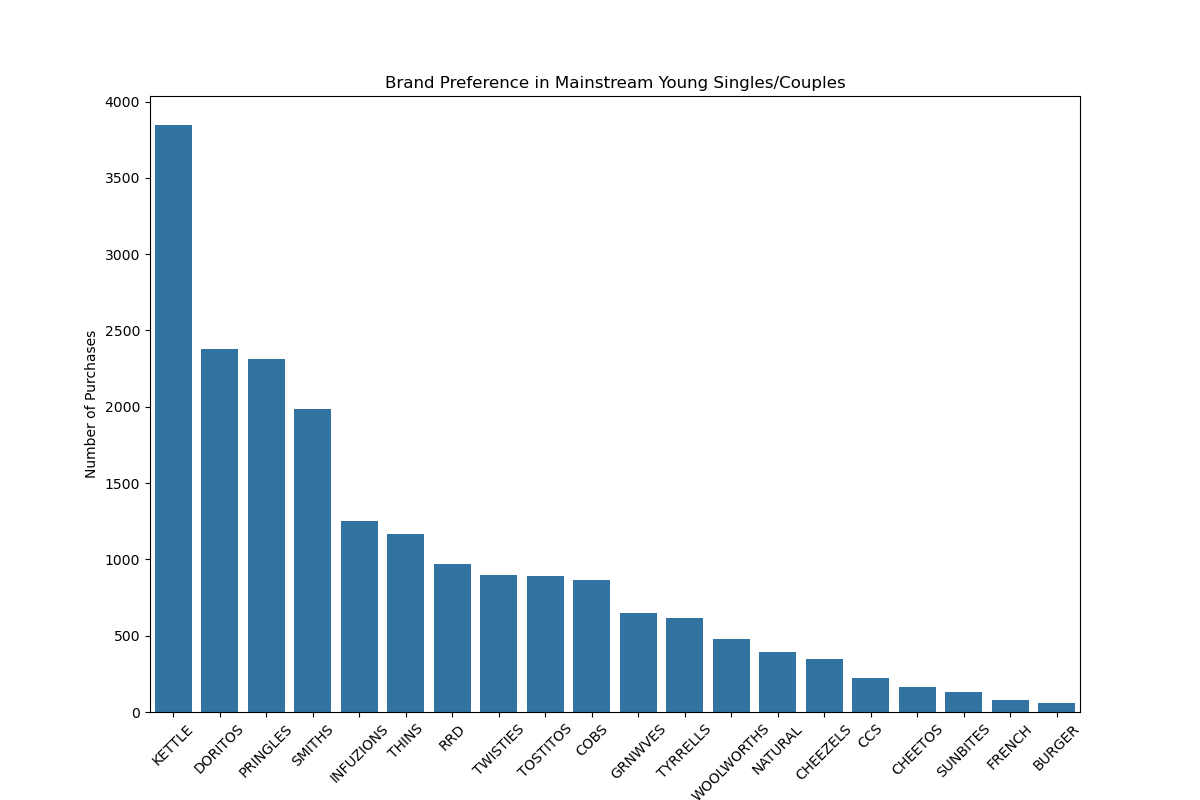 Brand Preference in Mainstream Young Singles/Couples
Number of Purchases
4000
3500
3000
2500
2000
1500
1000
500
0
KETTLE
DORITOS
PRINGLES
SMITHS
INFUZIONS
THINS
RRD
TWISTIES
TOSTITOS
COBS
GRNWVES
TYRRELLS
WOOLWORTHS
NATURAL
CHEEZELS
CCS
CHEETOS
SUNBITES
FRENCH
BURGER